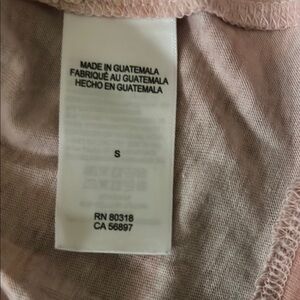 MADE IN GUATEMALA
FABRIQUÉ AU GUATEMALA
HECHO EN GUATEMALA
S
RN 80318
CA 56897